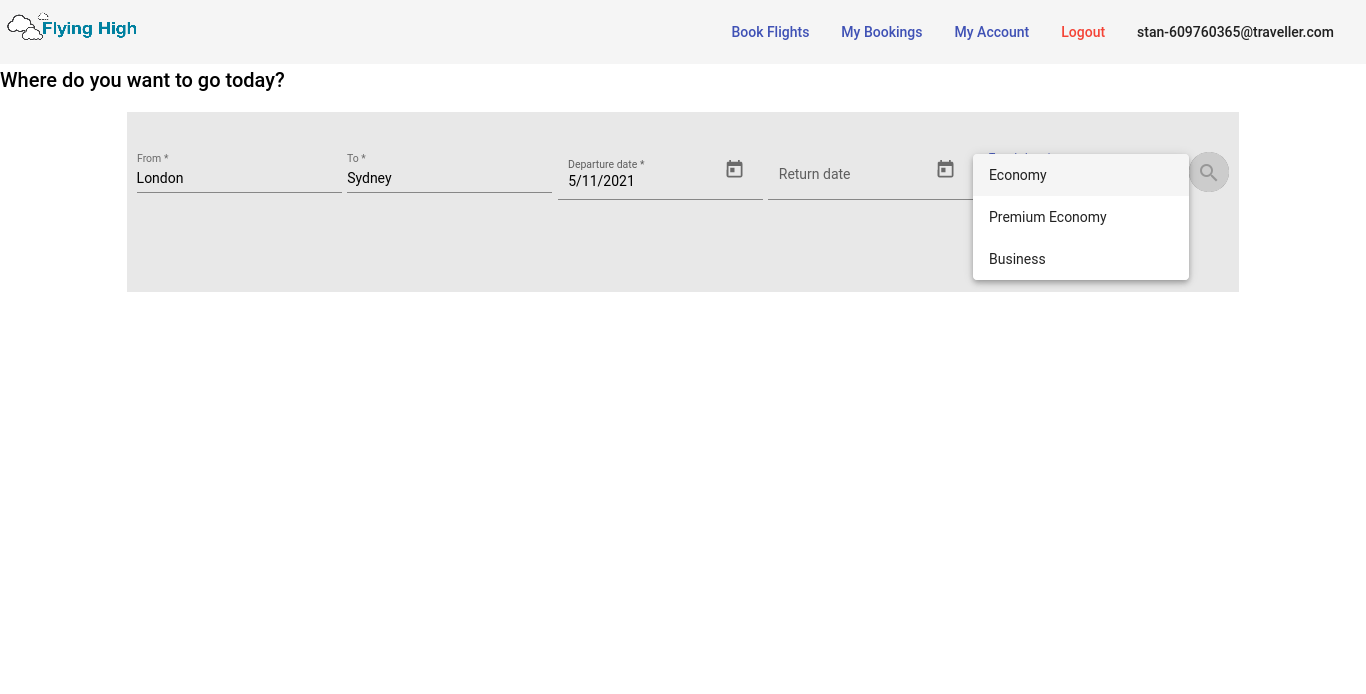 Flying High
Book Flights
My Bookings
My Account
Logout
stan-609760365@traveller.com
Where do you want to go today?
From *
London
To *
Sydney
Departure date *
5/11/2021
Return date
Economy
Premium Economy
Business